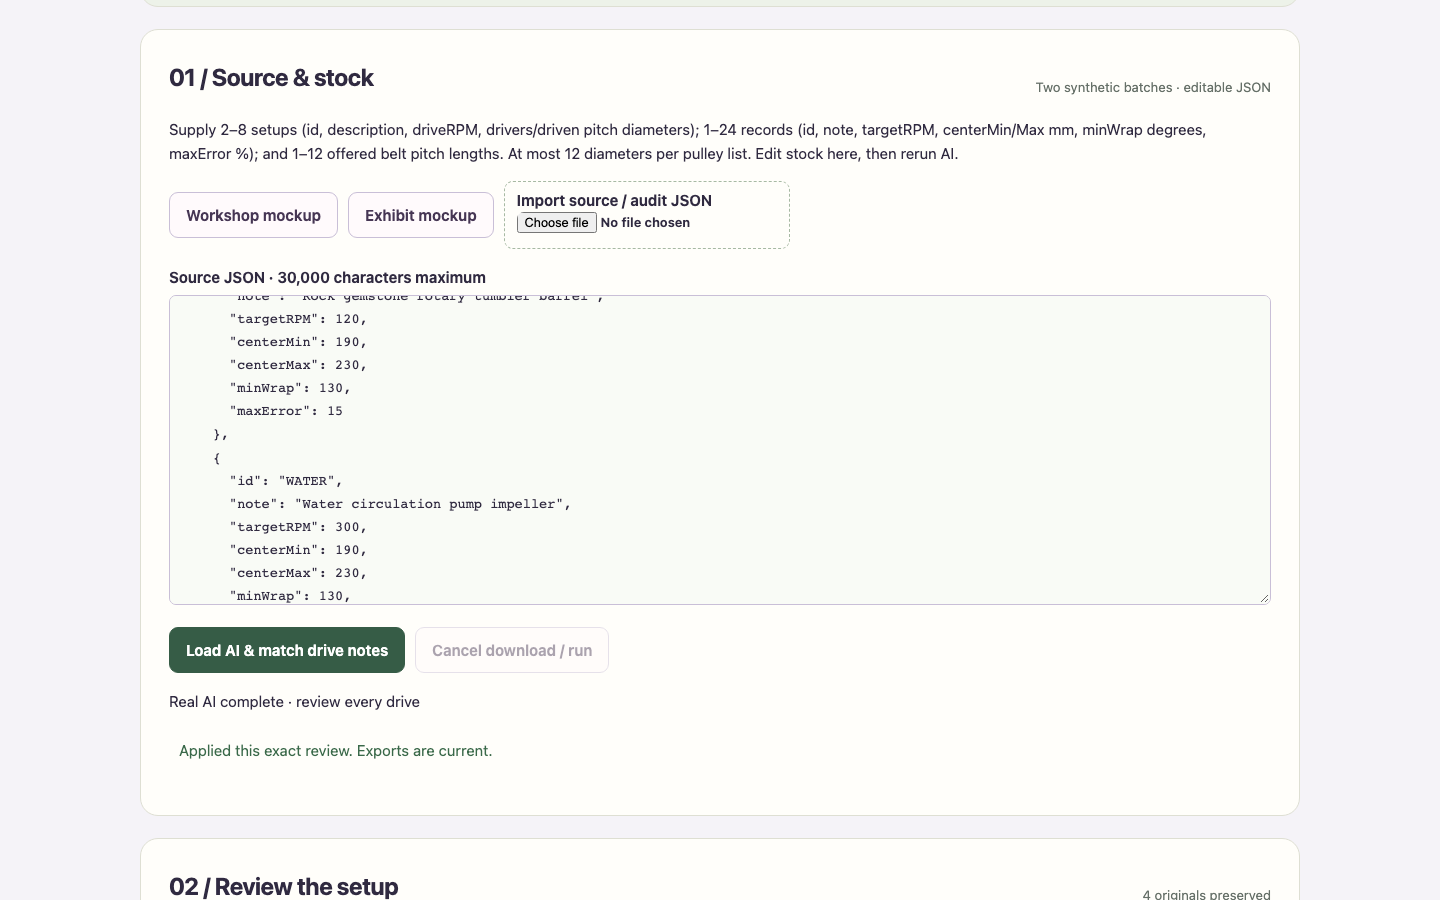 01 / Source & stock
Two synthetic batches · editable JSON
Supply 2–8 setups (id, description, driveRPM, drivers/driven pitch diameters); 1–24 records (id, note, targetRPM, centerMin/Max mm, minWrap degrees,
maxError %); and 1–12 offered belt pitch lengths. At most 12 diameters per pulley list. Edit stock here, then rerun AI.
Workshop mockup
Exhibit mockup
Import source / audit JSON
Choose file No file chosen
Source JSON · 30,000 characters maximum
"note": "Rock gemstone rotary tumbler barrel",
"targetRPM": 120,
"centerMin": 190,
"centerMax": 230,
"minWrap": 130,
"maxError": 15
},
{
"id": "WATER",
"note": "Water circulation pump impeller",
"targetRPM": 300,
"centerMin": 190,
"centerMax": 230,
"minWrap": 130,
Load AI & match drive notes
Cancel download / run
Real AI complete · review every drive
Applied this exact review. Exports are current.
02 / Review the setup
4 originals preserved